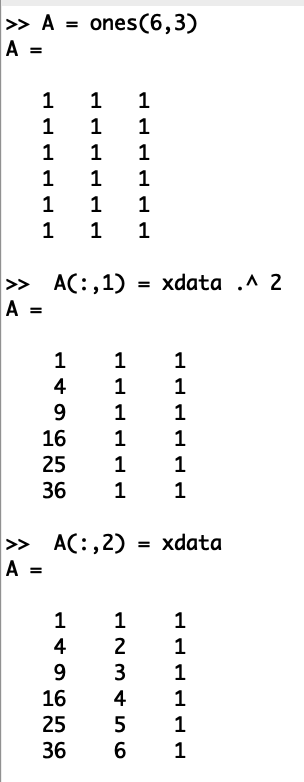 >> A = ones(6,3)
A =
1 1 1
1 1 1
1 1 1
1 1 1
1 1 1
1 1 1
>> A(:,1) = xdata .^ 2
A =
1 1 1
4 1 1
9 1 1
16 1 1
25 1 1
36 1 1
>> A(:,2) = xdata
A =
1 1 1
4 2 1
9 3 1
16 4 1
25 5 1
36 6 1